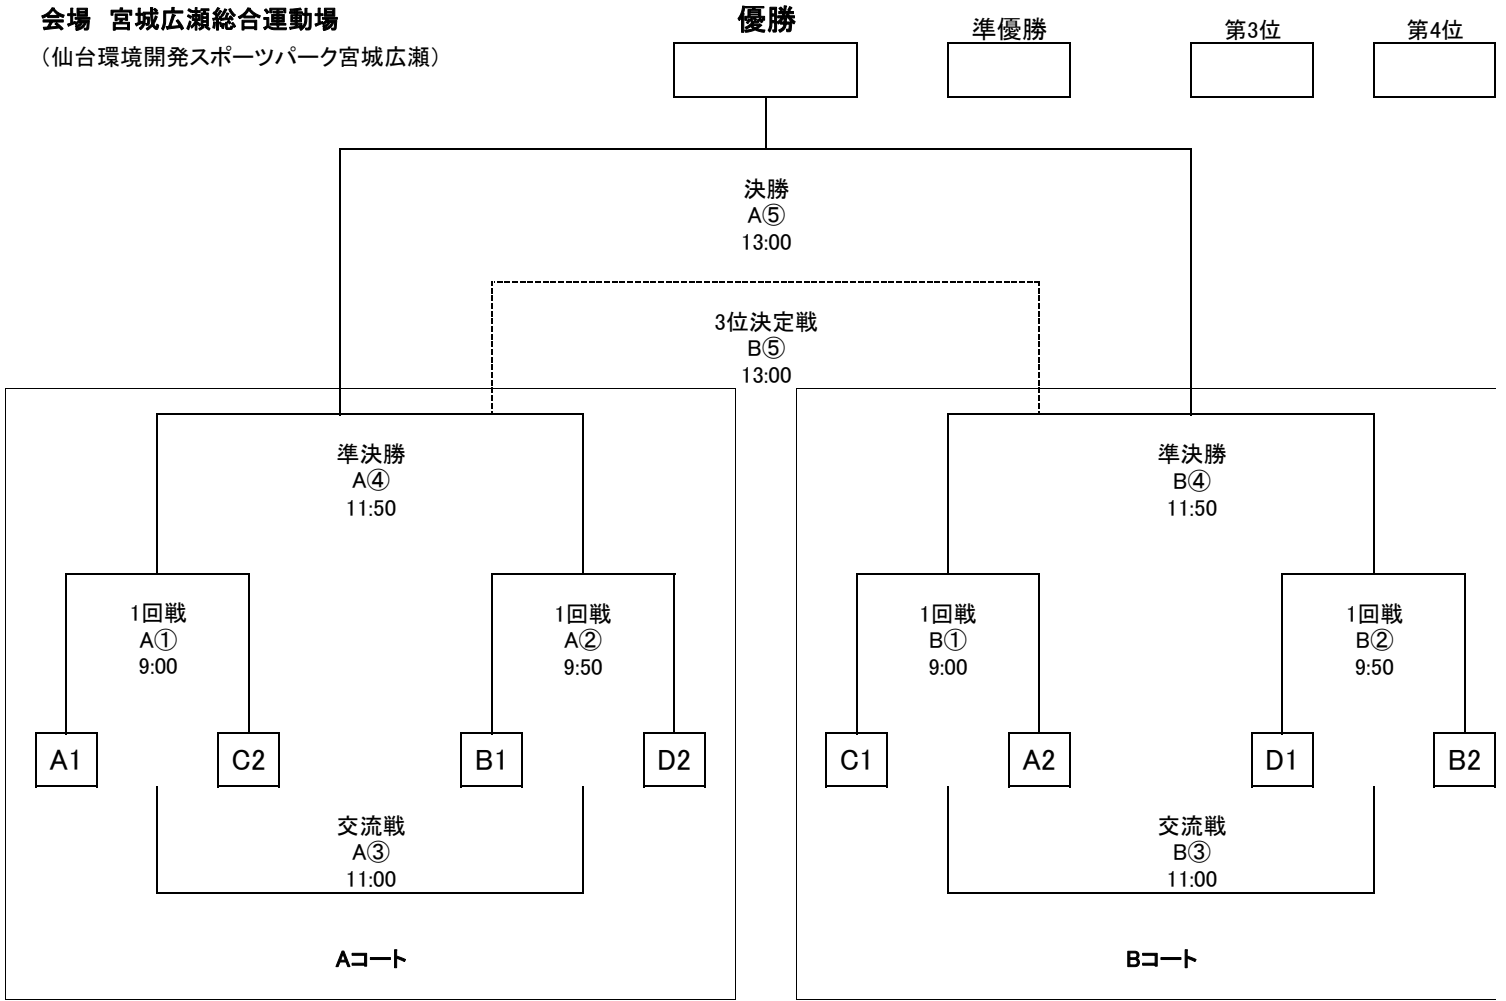 会場　宮城広瀬総合運動場
（仙台環境開発スポーツパーク宮城広瀬）
優勝
準優勝
第3位
第4位
決勝
A⑤
13:00
3位決定戦
B⑤
13:00
準決勝
A④
11:50
準決勝
B④
11:50
1回戦
A①
9:00
1回戦
A②
9:50
1回戦
B①
9:00
1回戦
B②
9:50
A1
C2
B1
D2
C1
A2
D1
B2
交流戦
A③
11:00
交流戦
B③
11:00
Aコート
Bコート